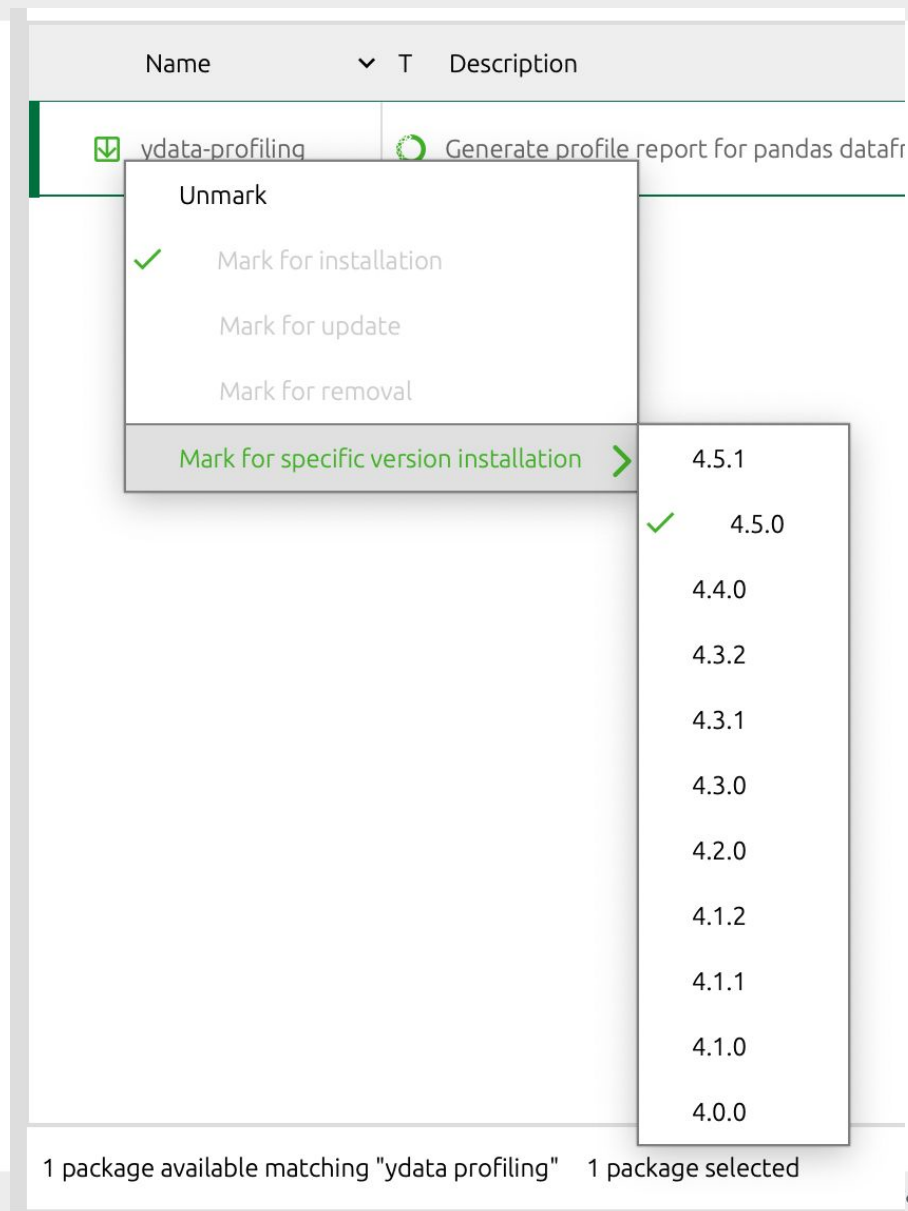 Name T Description
ydata-profiling Generate profile report for pandas datafr
Unmark
Mark for installation
Mark for update
Mark for removal
Mark for specific version installation
4.5.1
4.5.0
4.4.0
4.3.2
4.3.1
4.3.0
4.2.0
4.1.2
4.1.1
4.1.0
4.0.0
1 package available matching "ydata profiling" 1 package selected